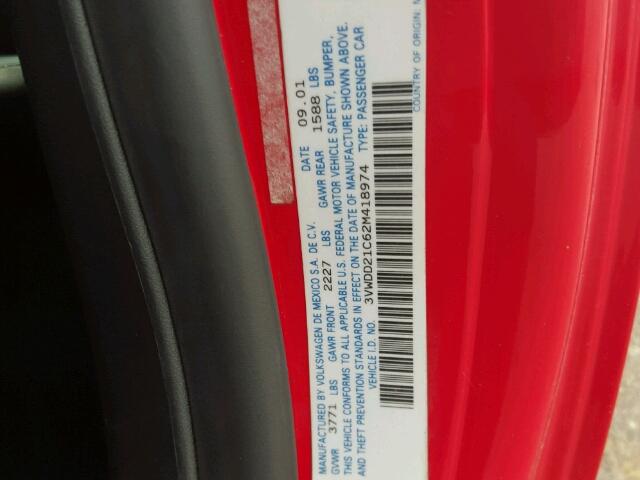 MANUFACTURED BY VOLKSWAGEN DE MEXICO S.A. DE C.V. DATE 09.01
GVWR 3771 LBS GAWR FRONT 2227 LBS GAWR REAR 1588 LBS
THIS VEHICLE CONFORMS TO ALL APPLICABLE U.S. FEDERAL MOTOR VEHICLE SAFETY, BUMPER,
AND THEFT PREVENTION STANDARDS IN EFFECT ON THE DATE OF MANUFACTURE SHOWN ABOVE.
VEHICLE I.D. NO. 3VWDD21C62M418974 TYPE: PASSENGER CAR
COUNTRY OF ORIGIN: